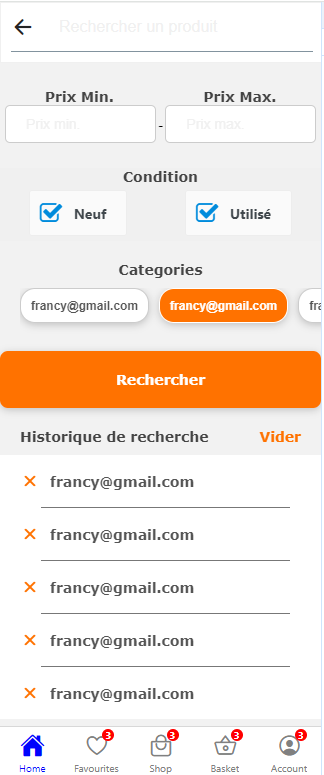 Rechercher un produit
Prix Min. Prix Max.
Prix min. - Prix max.
Condition
Neuf Utilisé
Categories
francy@gmail.com francy@gmail.com fra
Rechercher
Historique de recherche Vider
× francy@gmail.com
× francy@gmail.com
× francy@gmail.com
× francy@gmail.com
× francy@gmail.com
3 3 3 3
Home Favourites Shop Basket Account